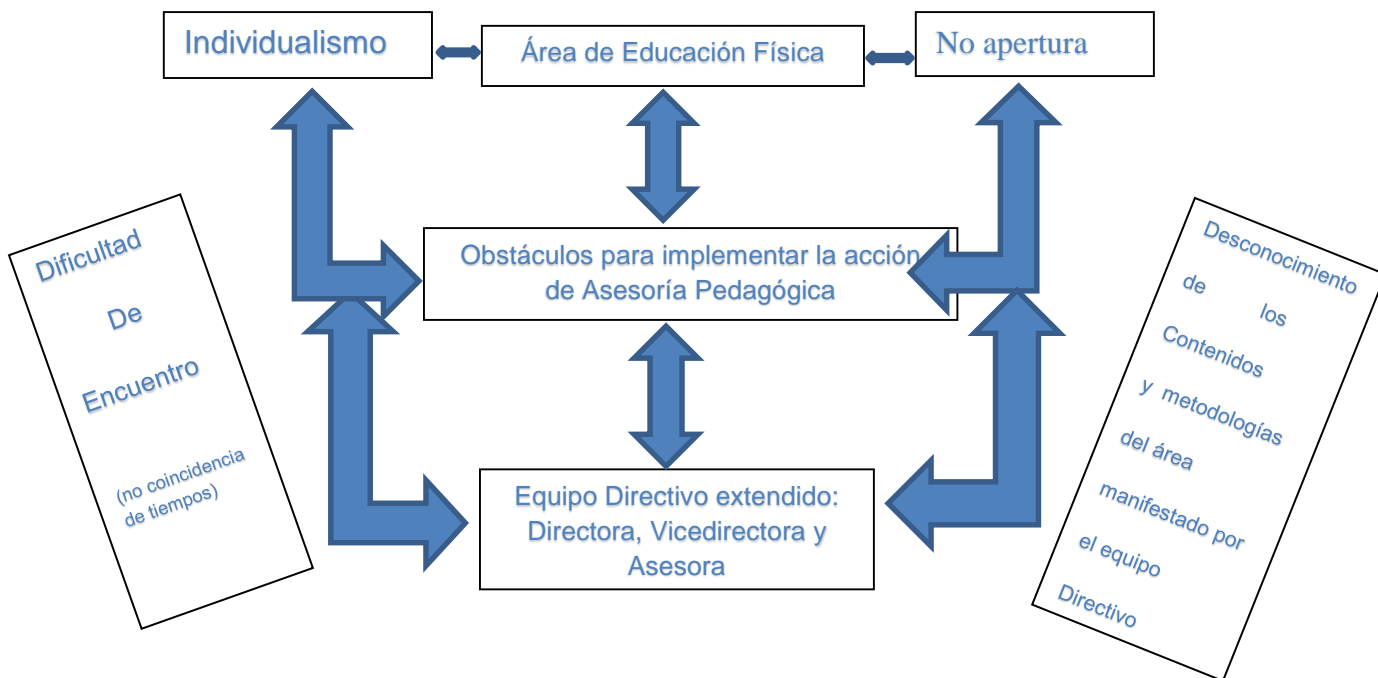 Individualismo
Área de Educación Física
No apertura
Dificultad
De
Encuentro
(no coincidencia
de tiempos)
Obstáculos para implementar la acción
de Asesoría Pedagógica
Equipo Directivo extendido:
Directora, Vicedirectora y
Asesora
Desconocimiento
de los
Contenidos
y metodologías
del área
manifestado por
el equipo
Directivo